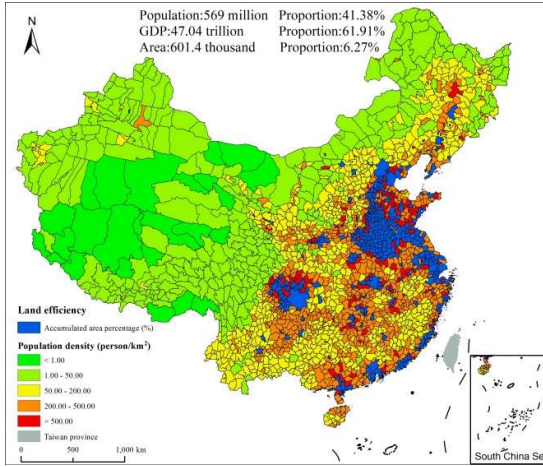 Population:569 million Proportion:41.38%
GDP:47.04 trillion Proportion:61.91%
Area:601.4 thousand Proportion:6.27%
N
Land efficiency
Accumulated area percentage (%)
Population density (person/km²)
< 1.00
1.00 - 50.00
50.00 - 200.00
200.00 - 500.00
> 500.00
Taiwan province
0 500 1,000 km
South China Se